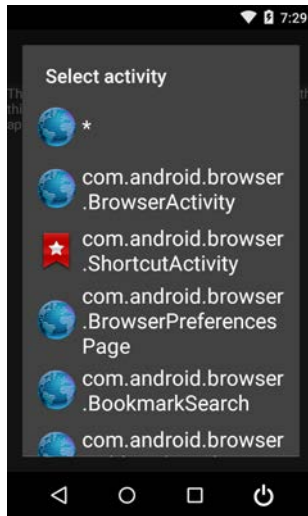 7:29
Select activity
*
com.android.browser
.BrowserActivity
com.android.browser
.ShortcutActivity
com.android.browser
.BrowserPreferences
Page
com.android.browser
.BookmarkSearch
com.android.browser